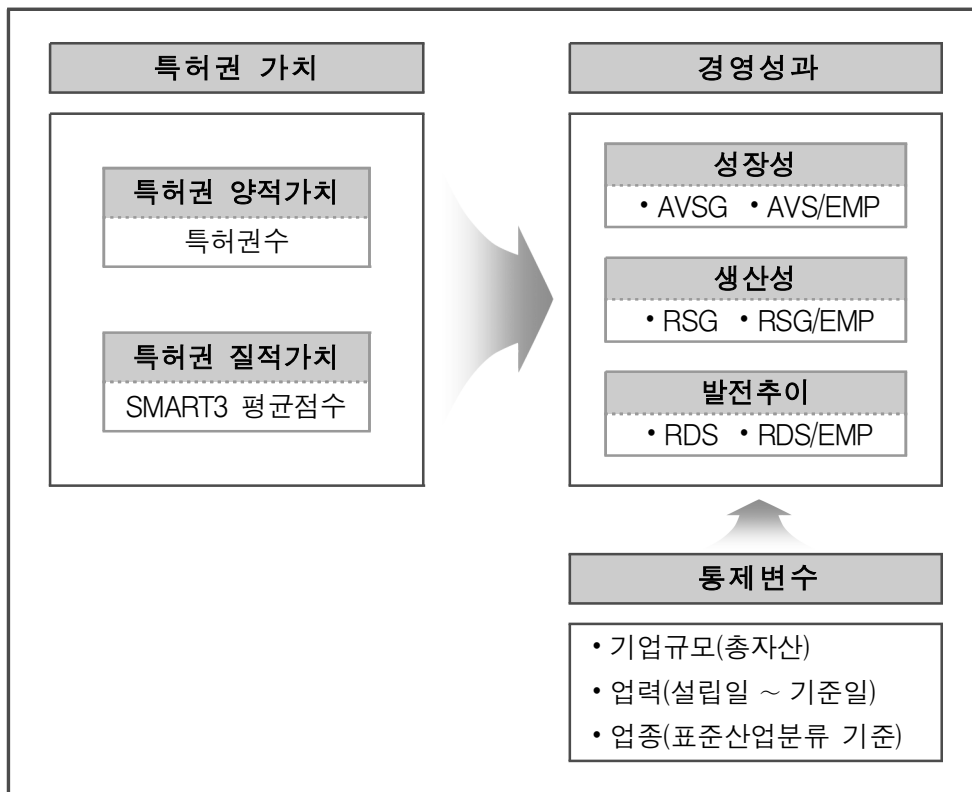 특허권 가치
특허권 양적가치
특허권수
특허권 질적가치
SMART3 평균점수
경영성과
성장성
• AVSG • AVS/EMP
생산성
• RSG • RSG/EMP
발전추이
• RDS • RDS/EMP
통제변수
• 기업규모(총자산)
• 업력(설립일 ~ 기준일)
• 업종(표준산업분류 기준)